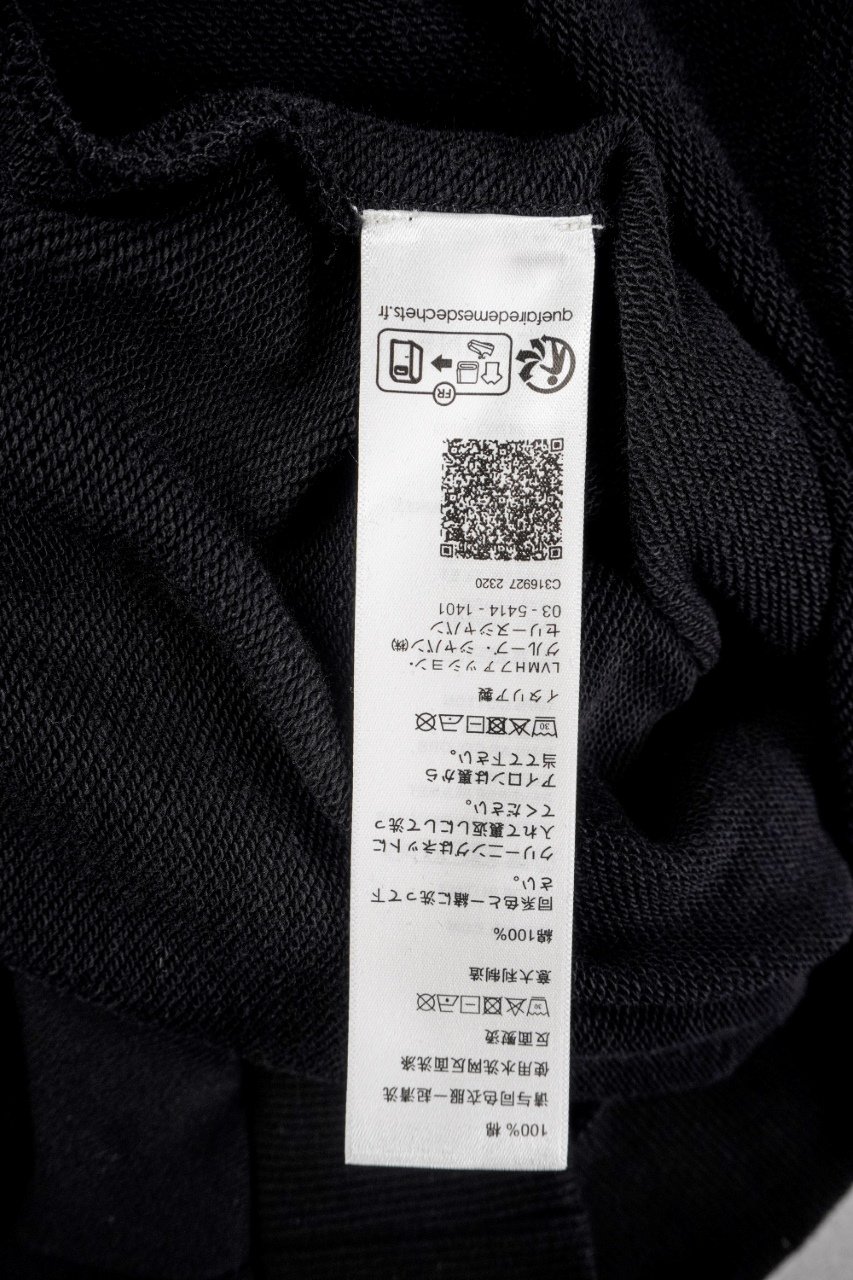 100% 棉
请与同色衣服一起清洗
使用水洗网反面洗涤
反面熨烫
30
意大利制造
綿100%
同系色と一緒に洗って下
さい。
クリーニングはネットに
入れて裏返しにして洗っ
てください。
アイロンは裏から
当てて下さい。
30
イタリア製
LVMHファッション・
グループ・ジャパン㈱
セリーヌジャパン
03 - 5414 - 1401
C316927 2320
FR
quefairedemesdechets.fr